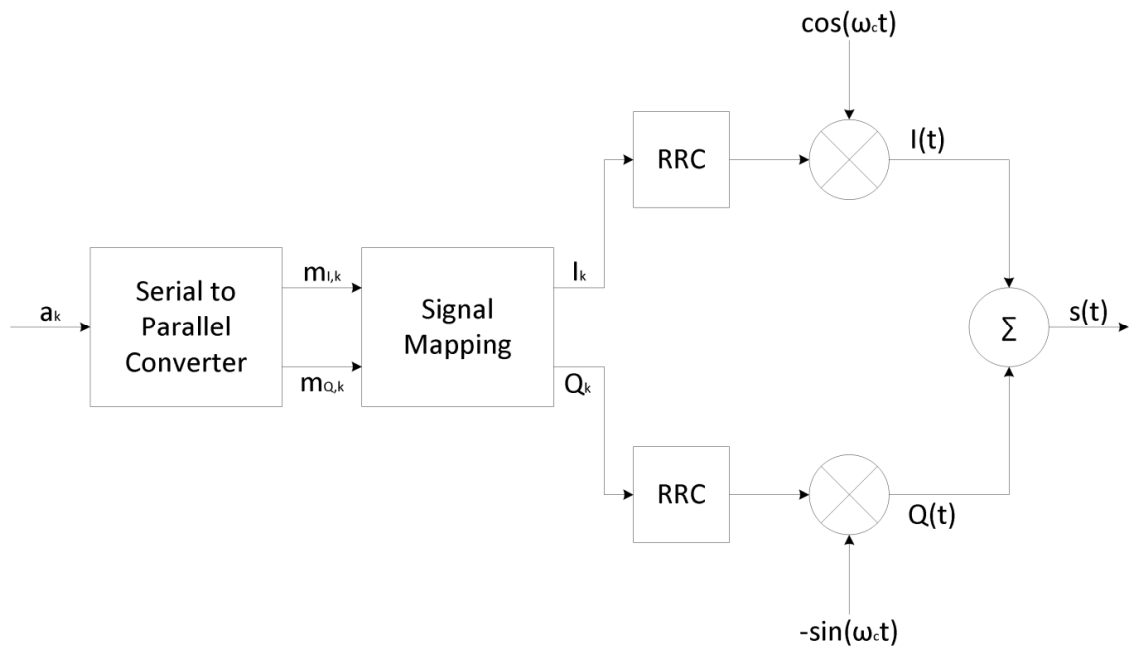 cos(ωct)
RRC
I(t)
Serial to
Parallel
Converter
mI,k
Signal
Mapping
Ik
ak
Σ
s(t)
mQ,k
Qk
RRC
Q(t)
-sin(ωct)